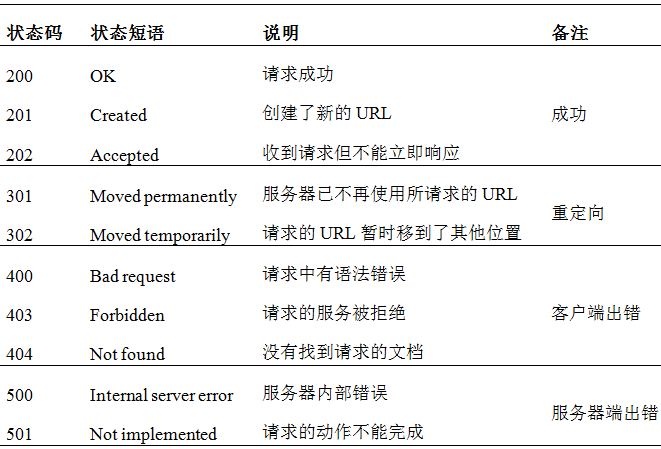 状态码 状态短语 说明 备注
200 OK 请求成功
201 Created 创建了新的 URL 成功
202 Accepted 收到请求但不能立即响应
301 Moved permanently 服务器已不再使用所请求的 URL
重定向
302 Moved temporarily 请求的 URL 暂时移到了其他位置
400 Bad request 请求中有语法错误
403 Forbidden 请求的服务被拒绝 客户端出错
404 Not found 没有找到请求的文档
500 Internal server error 服务器内部错误
服务器端出错
501 Not implemented 请求的动作不能完成